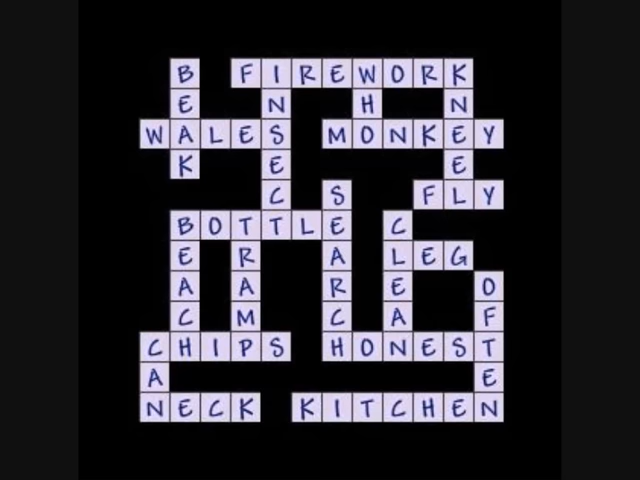 B FIREWORK
E N H N
WALES MONKEY
K E E
C S FLY
BOTTLE C
E R A LEG
A A R E O
C M C A F
CHIPS HONEST
A E
NECK KITCHEN